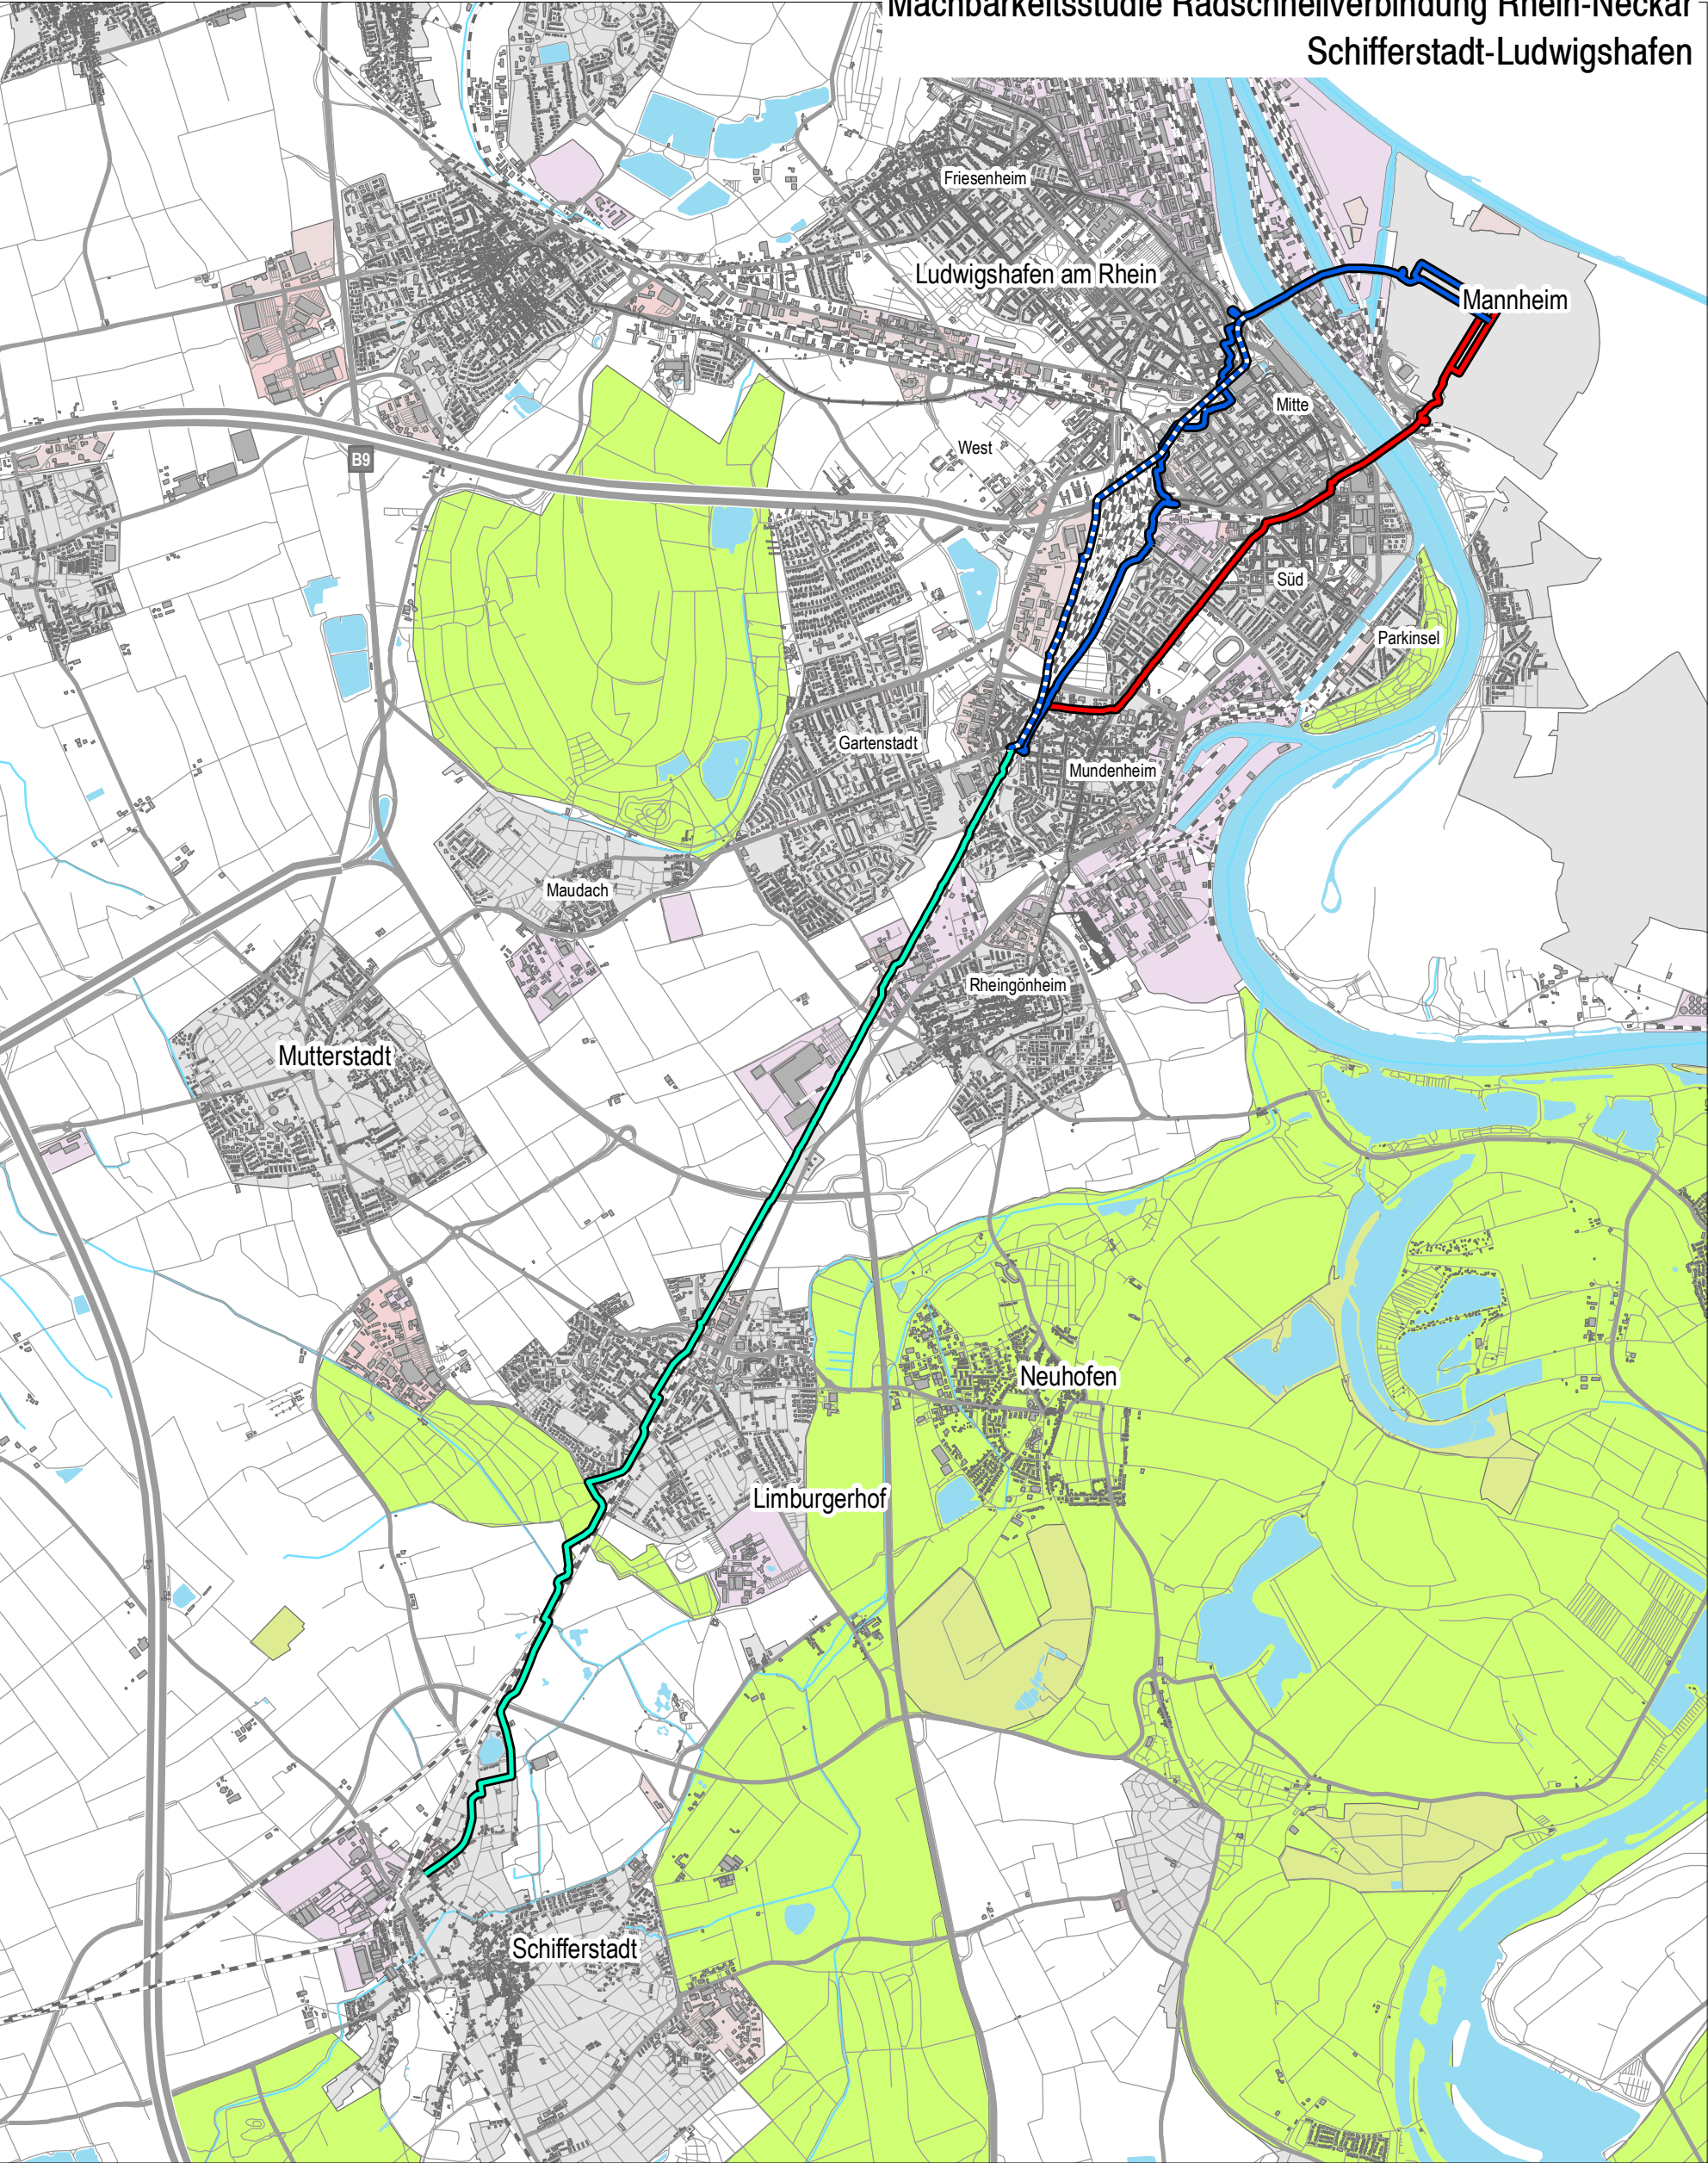 Machbarkeitsstudie Radschnellverbindung Rhein-Neckar
Schifferstadt-Ludwigshafen
Friesenheim
Ludwigshafen am Rhein
Mannheim
Mitte
West
B9
Süd
Parkinsel
Gartenstadt
Mundenheim
Maudach
Rheingönheim
Mutterstadt
Neuhofen
Limburgerhof
Schifferstadt